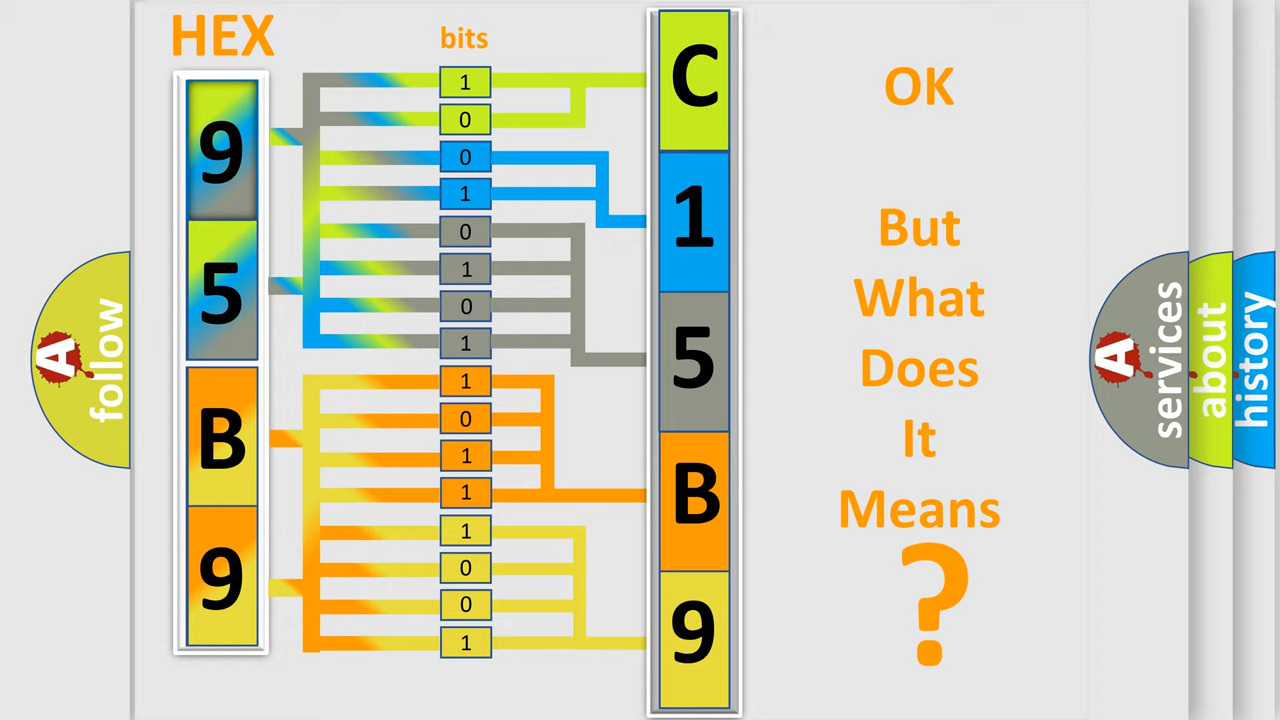 HEX
bits
9
5
B
9
1
0
0
1
0
1
0
1
1
0
1
1
1
0
0
1
C
1
5
B
9
OK
But
What
Does
It
Means
?
A
follow
A
services
about
history